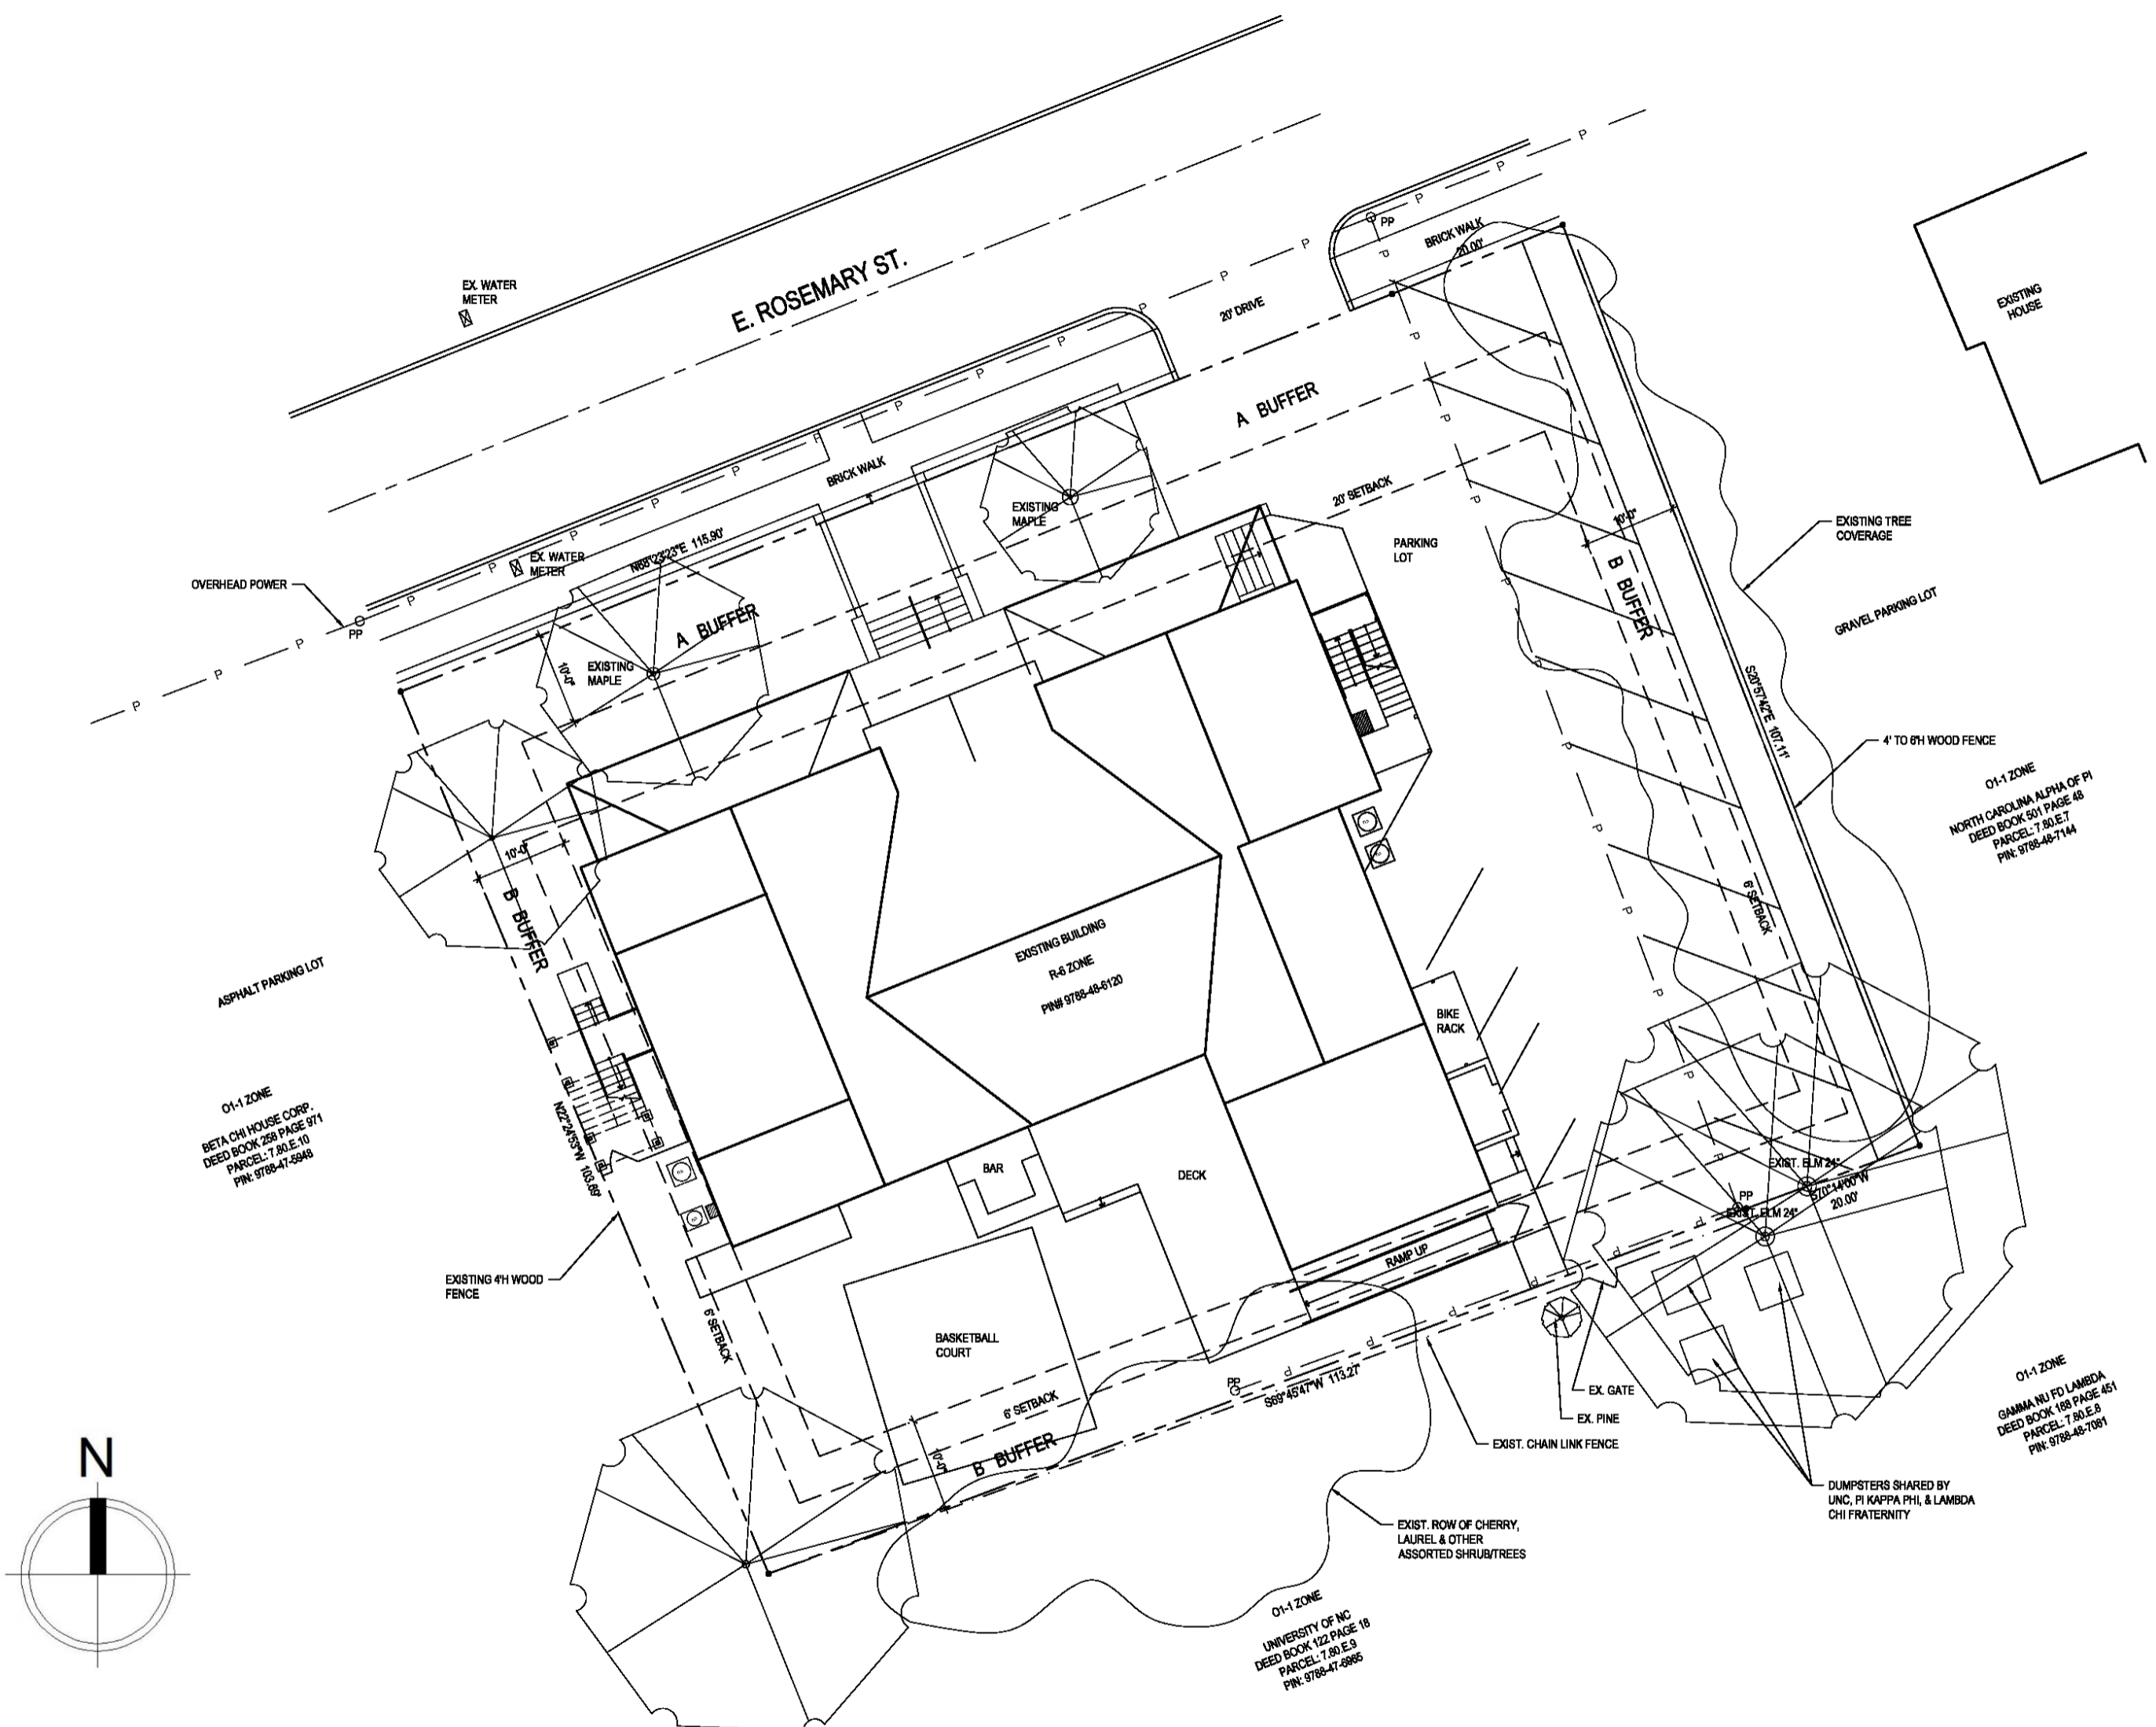 E. ROSEMARY ST.
EX. WATER
METER
PP
BRICK WALK
20.00'
20' DRIVE
EXISTING
HOUSE
A BUFFER
BRICK WALK
EXISTING
MAPLE
20' SETBACK
PARKING
LOT
10'-0"
B BUFFER
EXISTING TREE
COVERAGE
GRAVEL PARKING LOT
OVERHEAD POWER
PP
EX. WATER
METER
N68°23'23"E 115.90'
A BUFFER
10'-0"
EXISTING
MAPLE
S20°57'42"E 107.11'
4' TO 6'H WOOD FENCE
O1-1 ZONE
NORTH CAROLINA ALPHA OF PI
DEED BOOK 501 PAGE 48
PARCEL: 7.80.E.7
PIN: 9788-48-7144
10'-0"
B BUFFER
6' SETBACK
ASPHALT PARKING LOT
EXISTING BUILDING
R-6 ZONE
PIN# 9788-48-6120
BIKE
RACK
O1-1 ZONE
BETA CHI HOUSE CORP.
DEED BOOK 258 PAGE 971
PARCEL: 7.80.E.10
PIN: 9788-47-5948
N22°24'53"W 103.69'
BAR
DECK
EXIST. ELM 24"
S70°14'00"W
20.00'
PP
EXIST. ELM 24"
RAMP UP
EXISTING 4'H WOOD
FENCE
6' SETBACK
BASKETBALL
COURT
6' SETBACK
10'-0"
B BUFFER
PP
S69°45'47"W 113.27'
EX. GATE
EX. PINE
EXIST. CHAIN LINK FENCE
O1-1 ZONE
GAMMA NU FD LAMBDA
DEED BOOK 188 PAGE 451
PARCEL: 7.80.E.8
PIN: 9788-48-7081
DUMPSTERS SHARED BY
UNC, PI KAPPA PHI, & LAMBDA
CHI FRATERNITY
EXIST. ROW OF CHERRY,
LAUREL & OTHER
ASSORTED SHRUB/TREES
O1-1 ZONE
UNIVERSITY OF NC
DEED BOOK 122 PAGE 18
PARCEL: 7.80.E.9
PIN: 9788-47-6965
N